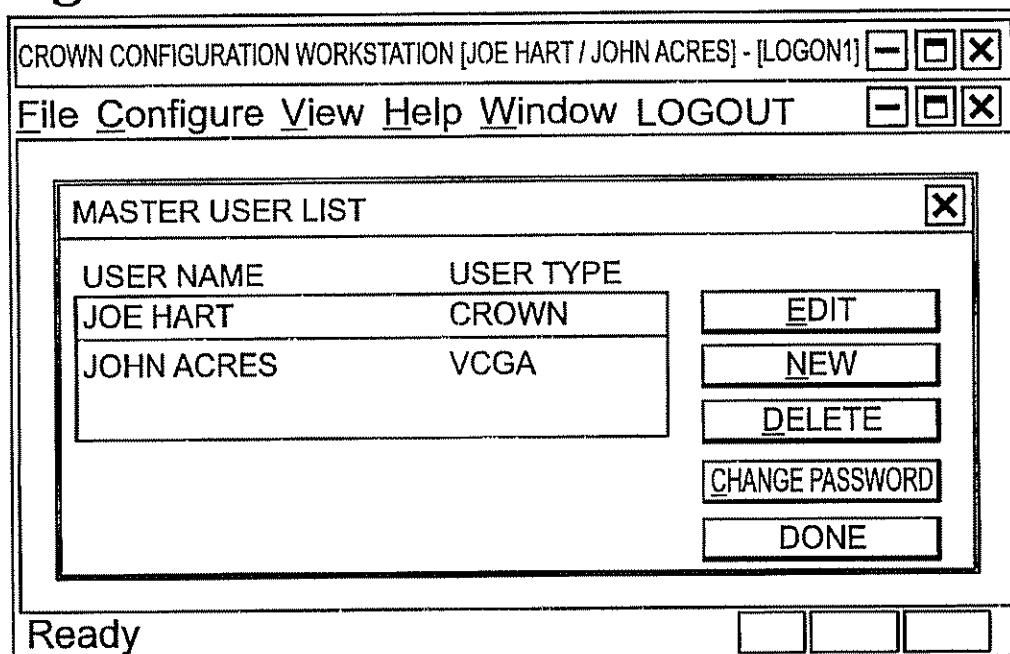 CROWN CONFIGURATION WORKSTATION [JOE HART / JOHN ACRES] - [LOGON1]
File Configure View Help Window LOGOUT
MASTER USER LIST
USER NAME USER TYPE
JOE HART CROWN
JOHN ACRES VCGA
EDIT
NEW
DELETE
CHANGE PASSWORD
DONE
Ready